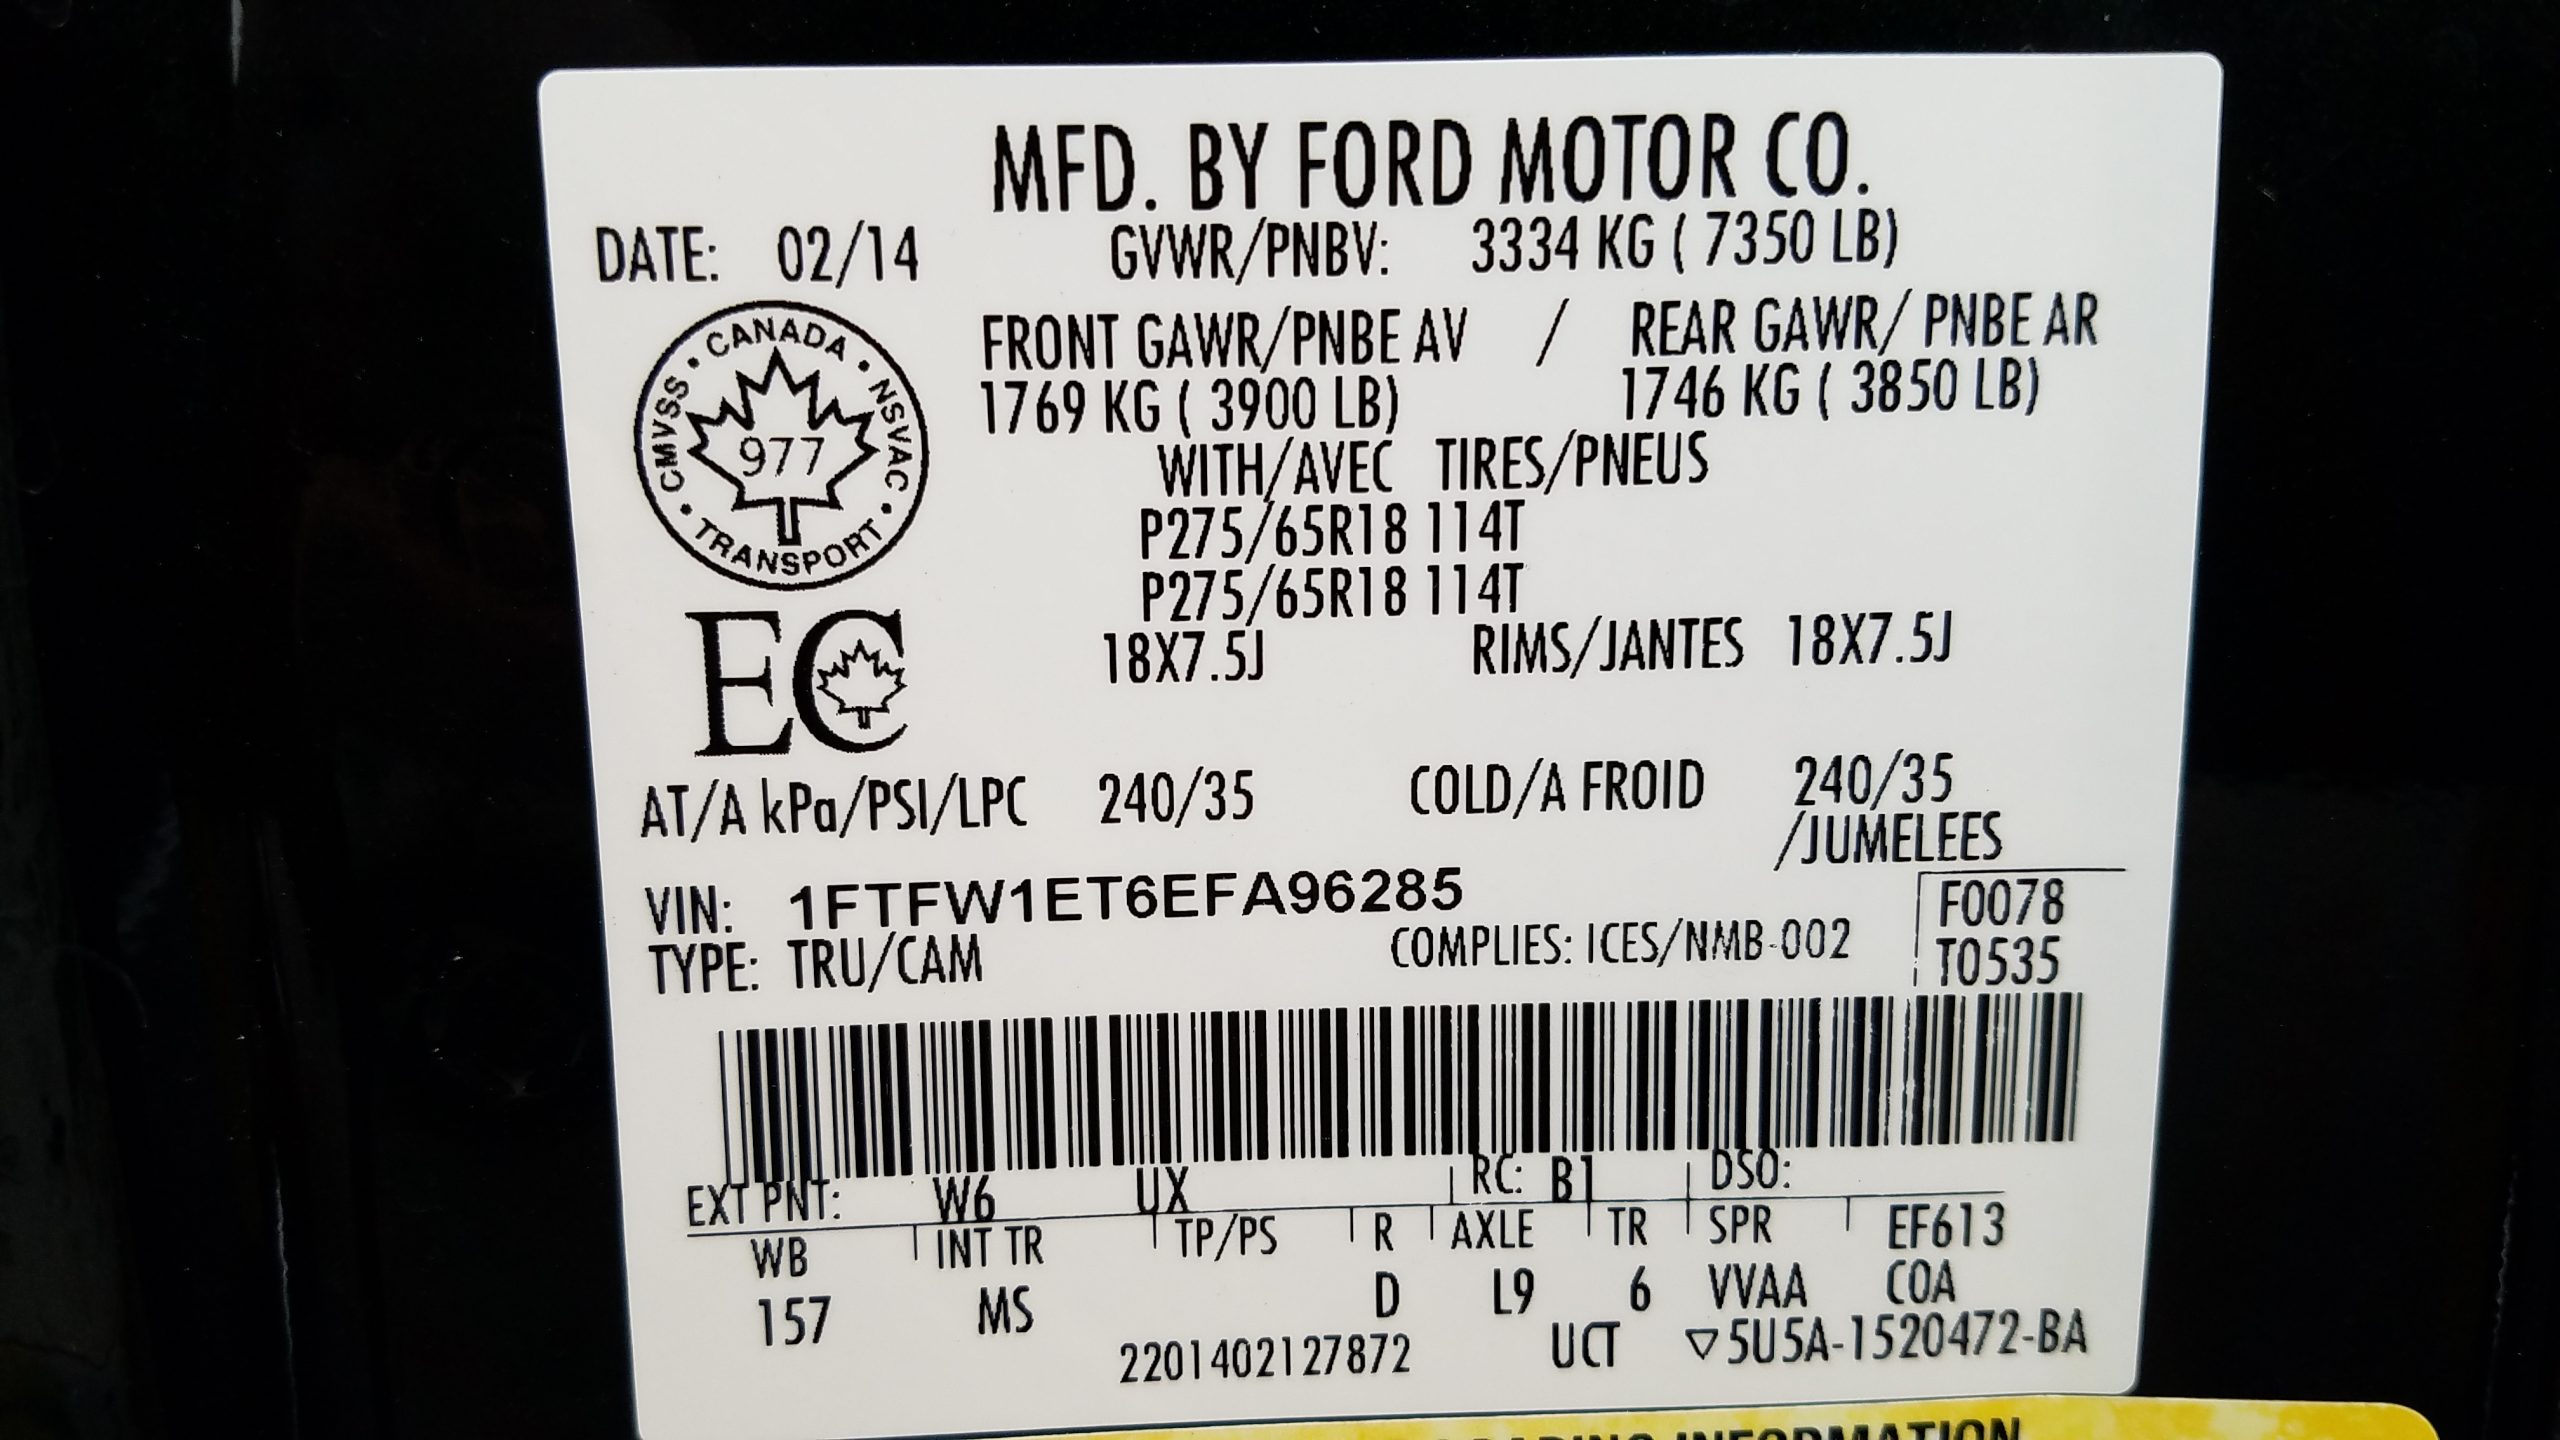 MFD. BY FORD MOTOR CO.
DATE: 02/14 GVWR/PNBV: 3334 KG ( 7350 LB)
FRONT GAWR/PNBE AV / REAR GAWR/ PNBE AR
1769 KG ( 3900 LB) 1746 KG ( 3850 LB)
WITH/AVEC TIRES/PNEUS
P275/65R18 114T
P275/65R18 114T
18X7.5J RIMS/JANTES 18X7.5J
CANADA • NSVAC • TRANSPORT • CMVSS •
977
EC
AT/A kPa/PSI/LPC 240/35 COLD/A FROID 240/35
/JUMELEES
VIN: 1FTFW1ET6EFA96285
F0078
TYPE: TRU/CAM COMPLIES: ICES/NMB-002 T0535
EXT PNT: W6 UX RC: B1 DSO:
WB INT TR TP/PS R AXLE TR SPR EF613
157 MS D L9 6 VVAA COA
2201402127872 UCT ▽5U5A-1520472-BA
INFORMATION